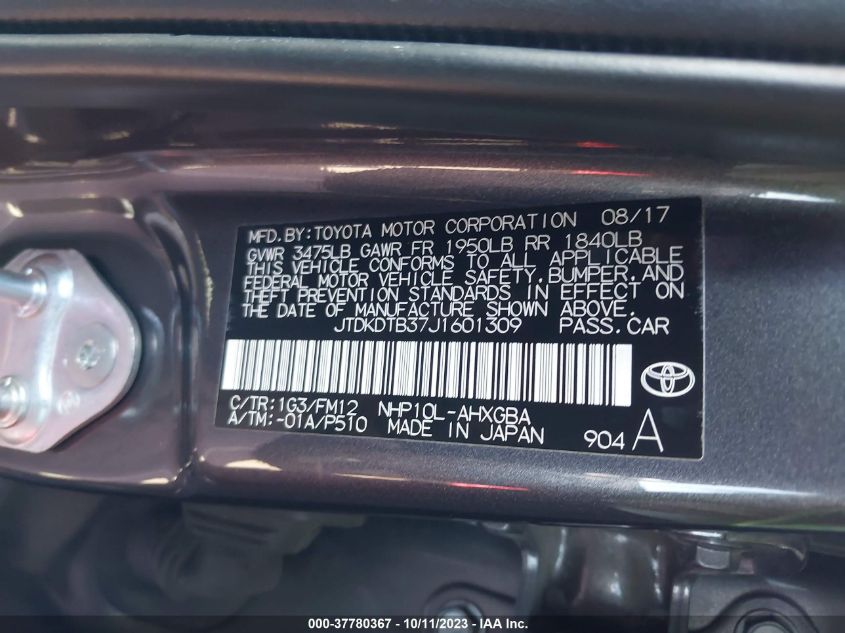 MFD.BY:TOYOTA MOTOR CORPORATION 08/17
GVWR 3475LB GAWR FR 1950LB RR 1840LB
THIS VEHICLE CONFORMS TO ALL APPLICABLE
FEDERAL MOTOR VEHICLE SAFETY, BUMPER, AND
THEFT PREVENTION STANDARDS IN EFFECT ON
THE DATE OF MANUFACTURE SHOWN ABOVE.
JTDKDTB37J1601309 PASS.CAR
C/TR:1G3/FM12 NHP10L-AHXGBA
A/TM:-01A/P510 MADE IN JAPAN 904 A
000-37780367 - 10/11/2023 - IAA Inc.